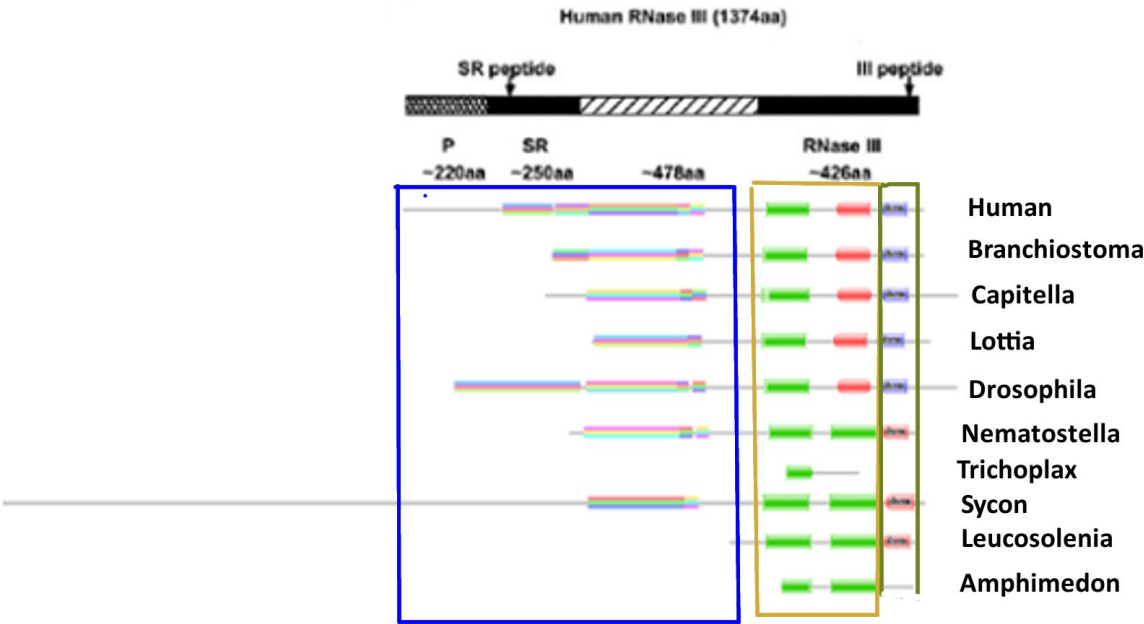 Human RNase III (1374aa)
SR peptide III peptide
P SR RNase III
~220aa ~250aa ~478aa ~426aa
Human
Branchiostoma
Capitella
Lottia
Drosophila
Nematostella
Trichoplax
Sycon
Leucosolenia
Amphimedon